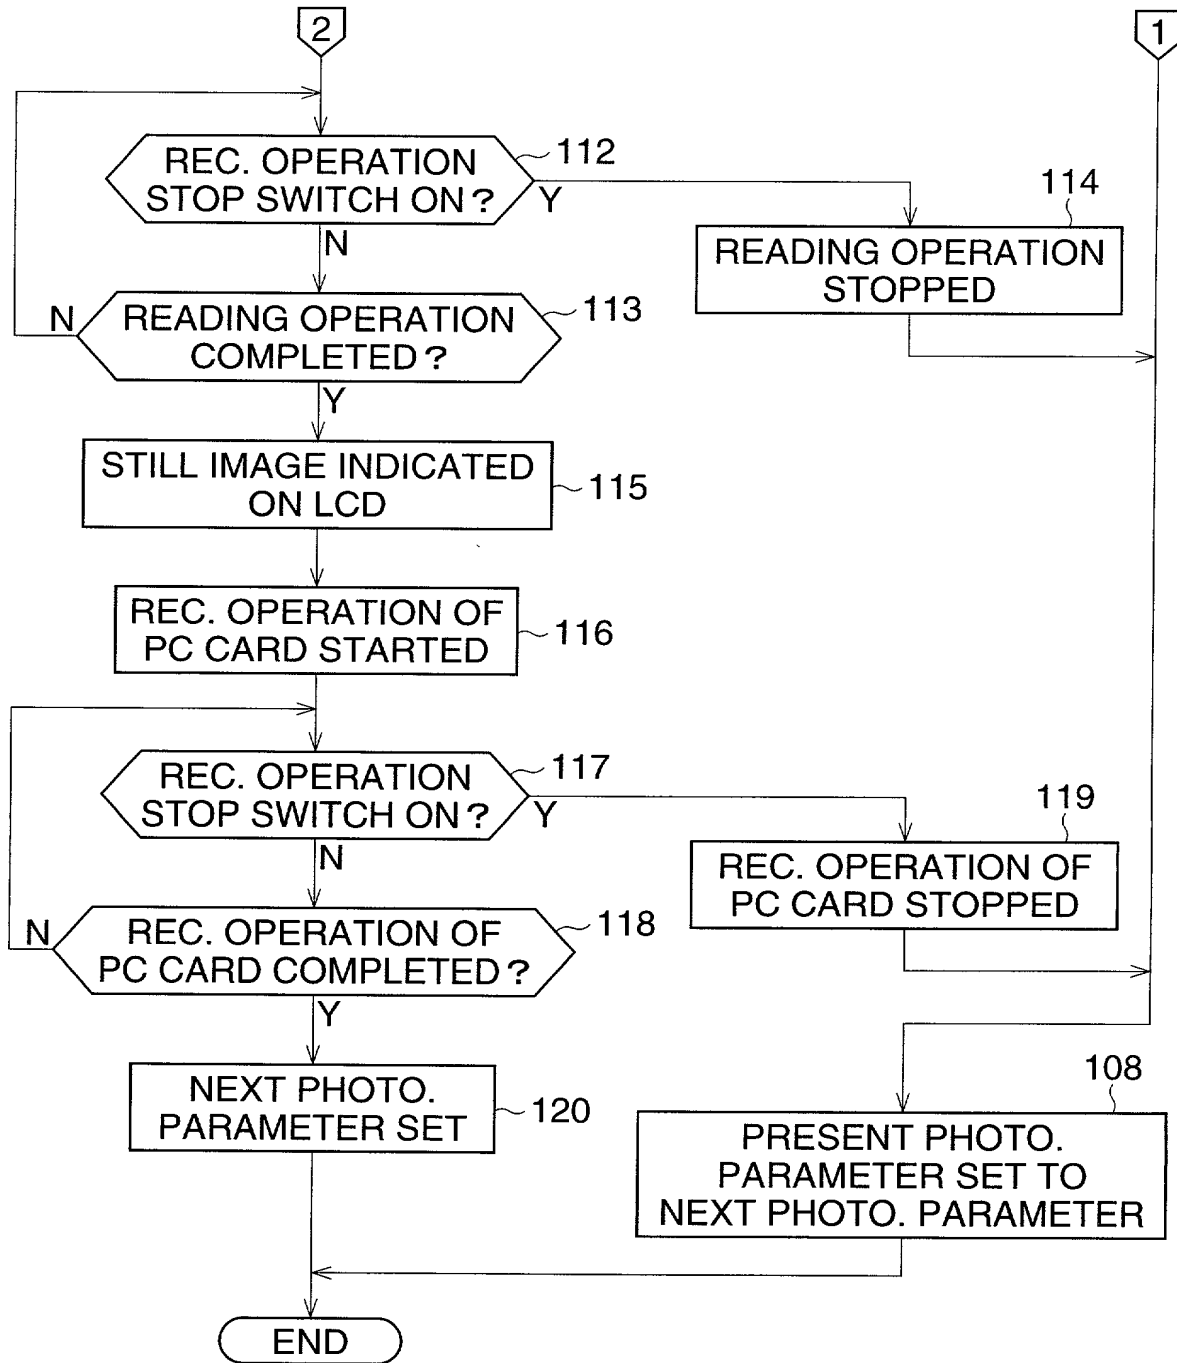 2
1
REC. OPERATION
STOP SWITCH ON ?
112
Y
N
114
READING OPERATION
STOPPED
READING OPERATION
COMPLETED ?
113
N
Y
STILL IMAGE INDICATED
ON LCD
115
REC. OPERATION OF
PC CARD STARTED
116
REC. OPERATION
STOP SWITCH ON ?
117
Y
N
119
REC. OPERATION OF
PC CARD STOPPED
REC. OPERATION OF
PC CARD COMPLETED ?
118
N
Y
NEXT PHOTO.
PARAMETER SET
120
108
PRESENT PHOTO.
PARAMETER SET TO
NEXT PHOTO. PARAMETER
END